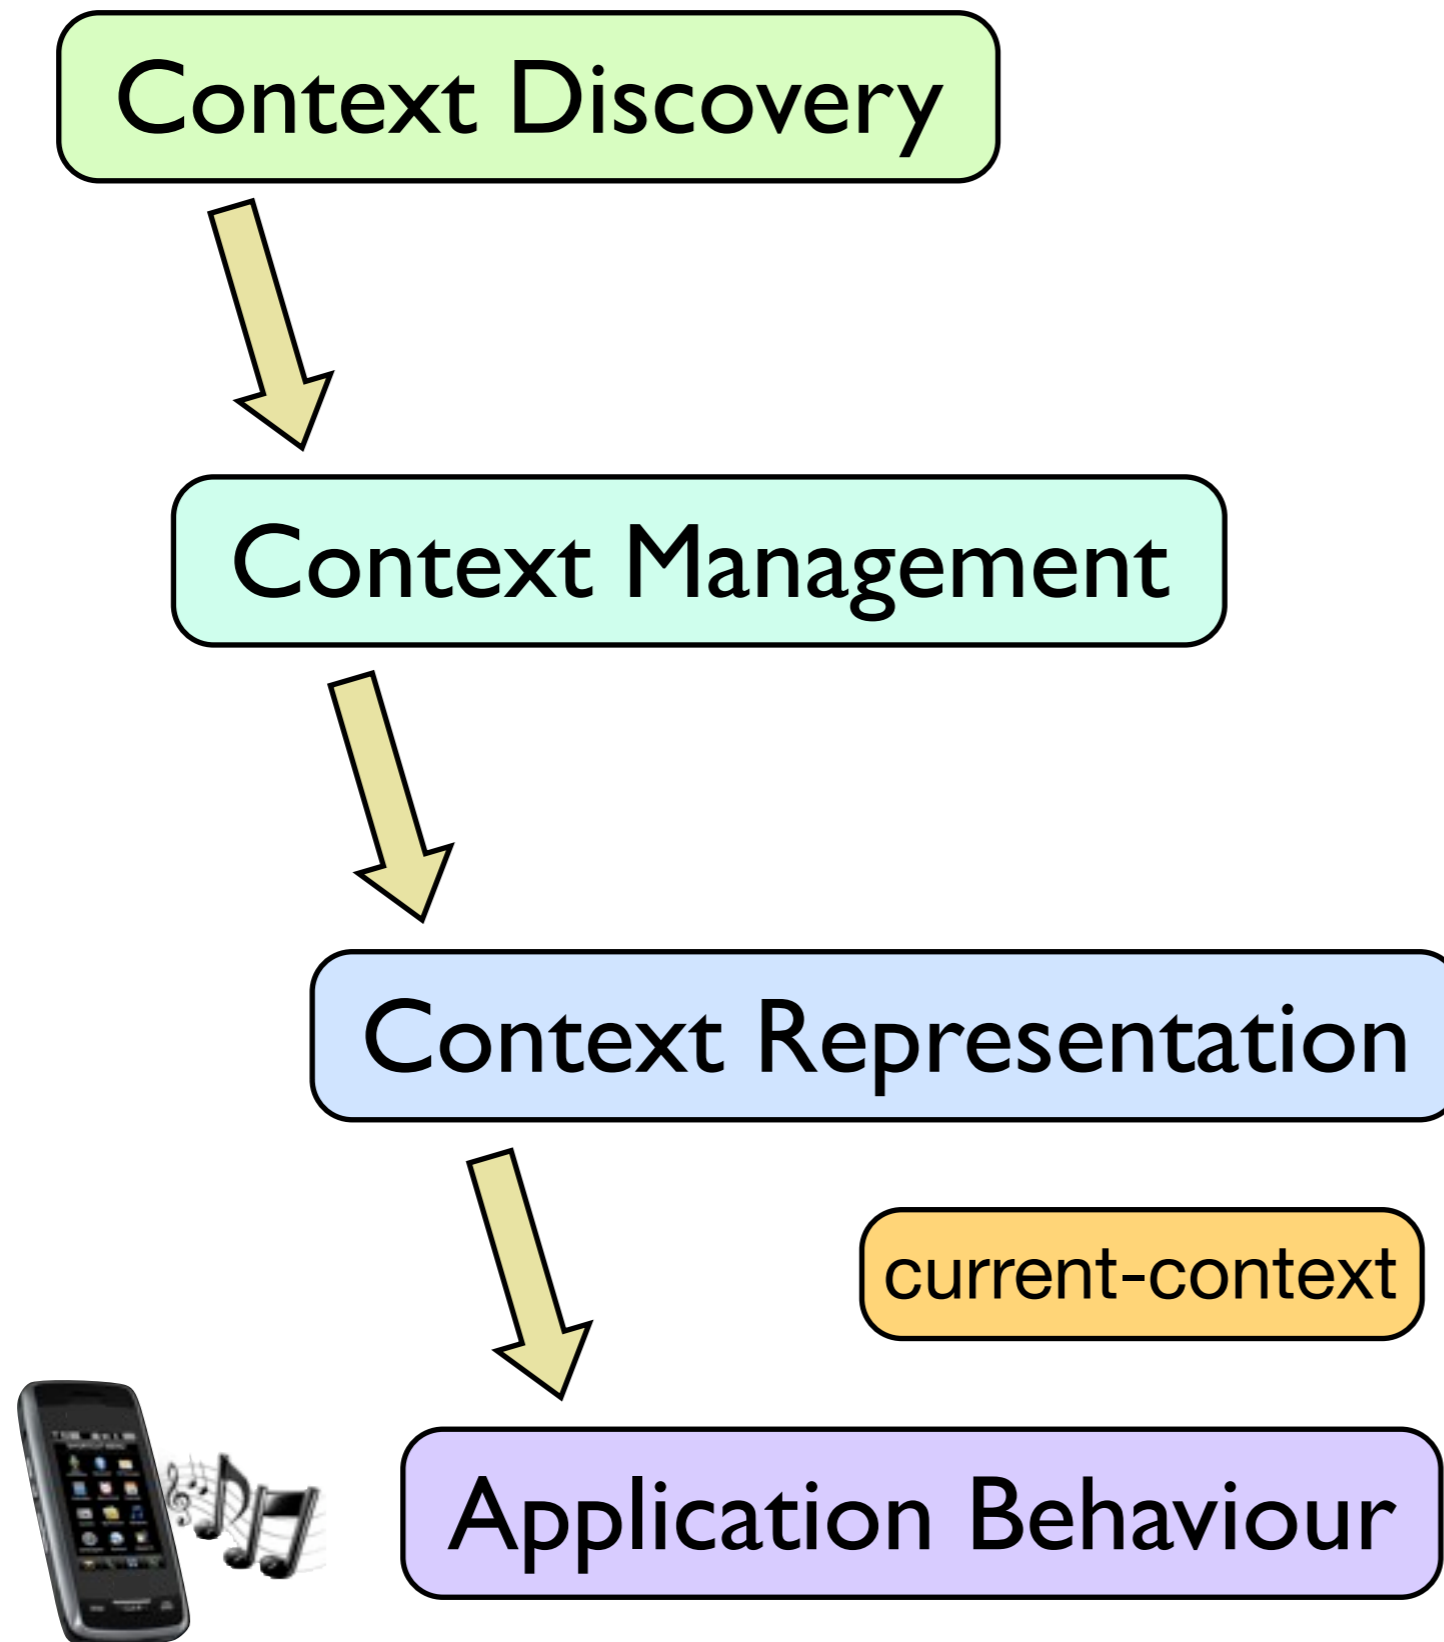 Context Discovery
Context Management
Context Representation
current-context
Application Behaviour